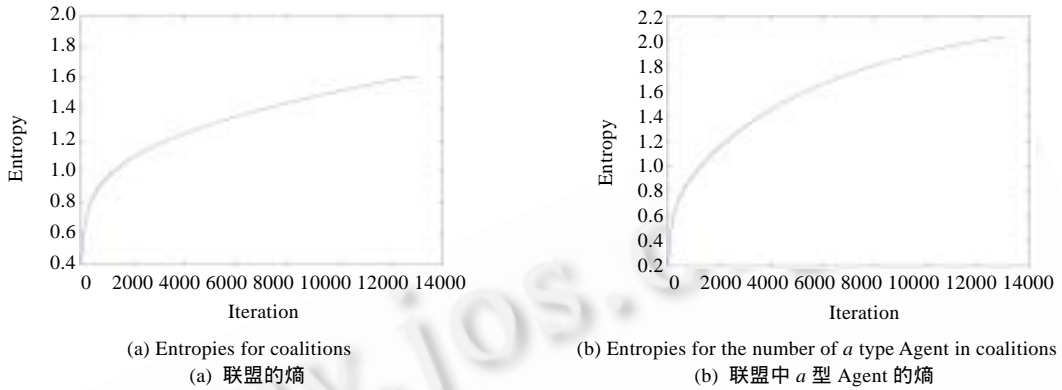 2.0
1.8
1.6
1.4
1.2
1.0
0.8
0.6
0.4
Entropy
0 2000 4000 6000 8000 10000 12000 14000
Iteration
(a) Entropies for coalitions
(a) 联盟的熵
2.2
2.0
1.8
1.6
1.4
1.2
1.0
0.8
0.6
0.4
0.2
Entropy
0 2000 4000 6000 8000 10000 12000 14000
Iteration
(b) Entropies for the number of a type Agent in coalitions
(b) 联盟中 a 型 Agent 的熵
.jos.